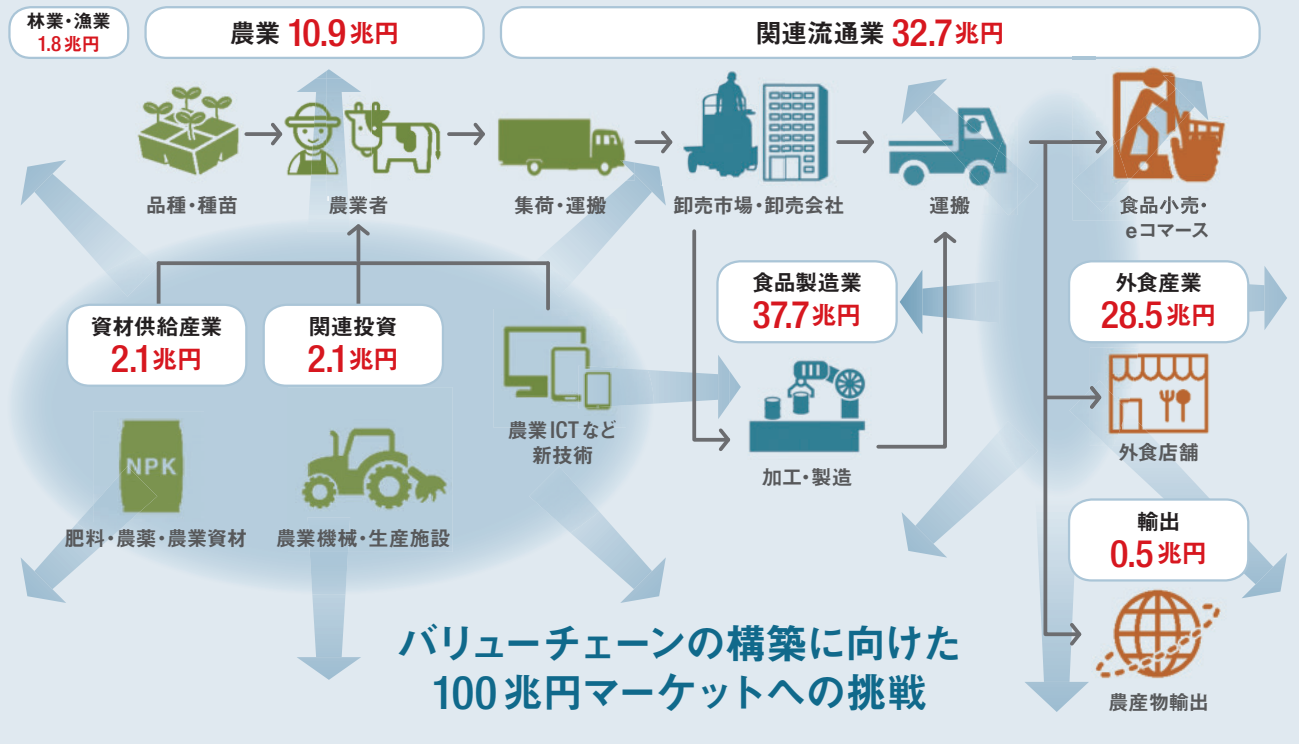 林業・漁業
1.8兆円
農業 10.9兆円
関連流通業 32.7兆円
品種・種苗
農業者
集荷・運搬
卸売市場・卸売会社
運搬
食品小売・
eコマース
資材供給産業
2.1兆円
関連投資
2.1兆円
食品製造業
37.7兆円
外食産業
28.5兆円
農業ICTなど
新技術
NPK
加工・製造
外食店舗
肥料・農薬・農業資材
農業機械・生産施設
輸出
0.5兆円
バリューチェーンの構築に向けた
100兆円マーケットへの挑戦
農産物輸出